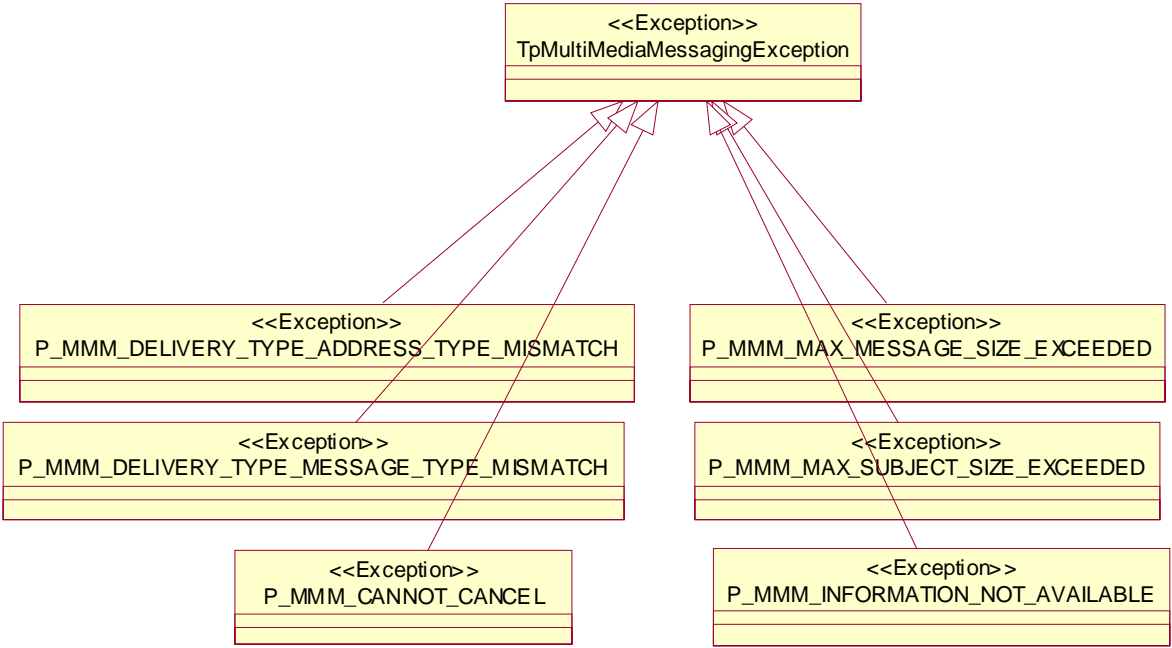 <<Exception>>
TpMultiMediaMessagingException
<<Exception>>
P_MMM_DELIVERY_TYPE_ADDRESS_TYPE_MISMATCH
<<Exception>>
P_MMM_MAX_MESSAGE_SIZE_EXCEEDED
<<Exception>>
P_MMM_DELIVERY_TYPE_MESSAGE_TYPE_MISMATCH
<<Exception>>
P_MMM_MAX_SUBJECT_SIZE_EXCEEDED
<<Exception>>
P_MMM_CANNOT_CANCEL
<<Exception>>
P_MMM_INFORMATION_NOT_AVAILABLE